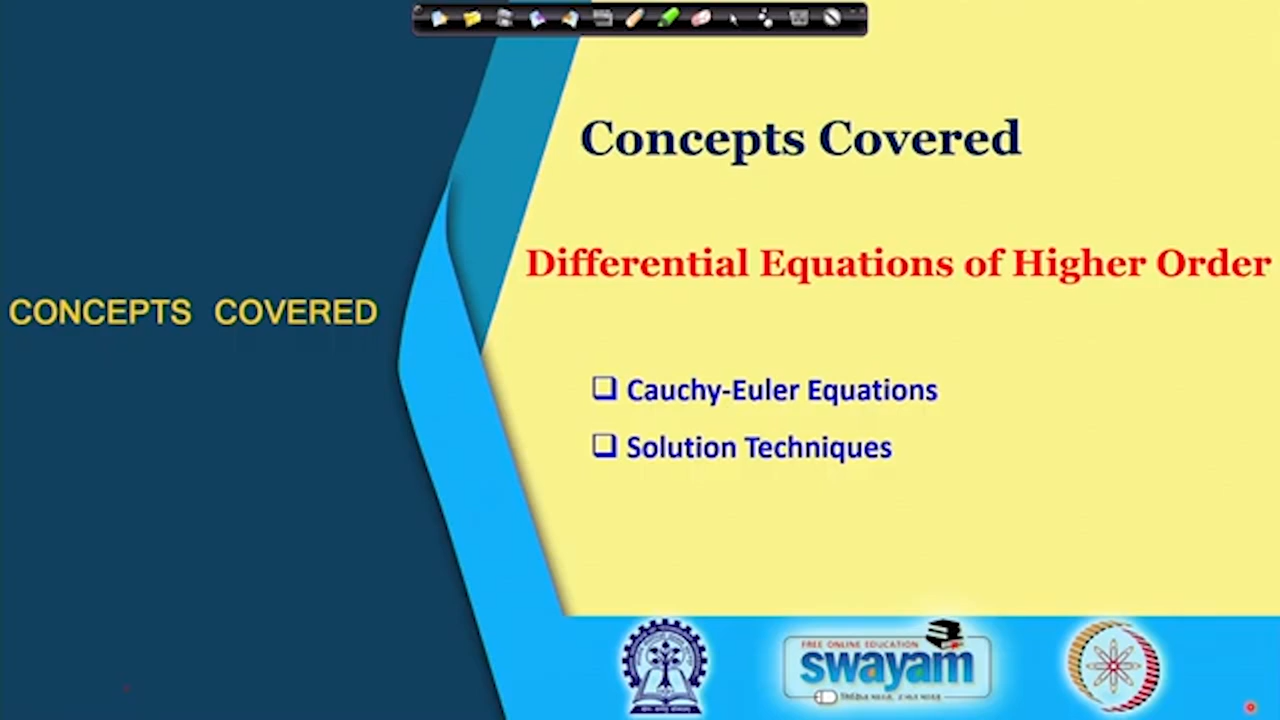 CONCEPTS COVERED
Concepts Covered
Differential Equations of Higher Order
Cauchy-Euler Equations
Solution Techniques
FREE ONLINE EDUCATION
swayam